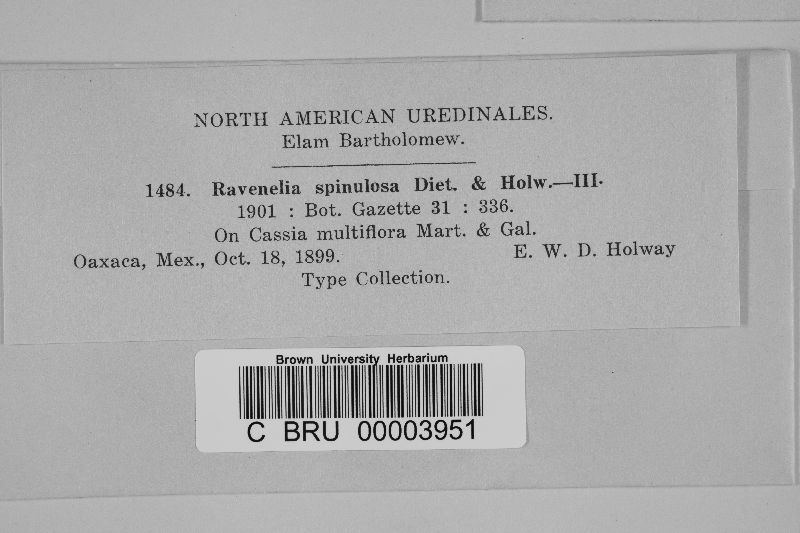 NORTH AMERICAN UREDINALES.
Elam Bartholomew.
1484. Ravenelia spinulosa Diet. & Holw.—III.
1901 : Bot. Gazette 31 : 336.
On Cassia multiflora Mart. & Gal.
Oaxaca, Mex., Oct. 18, 1899. E. W. D. Holway
Type Collection.
Brown University Herbarium
C BRU 00003951